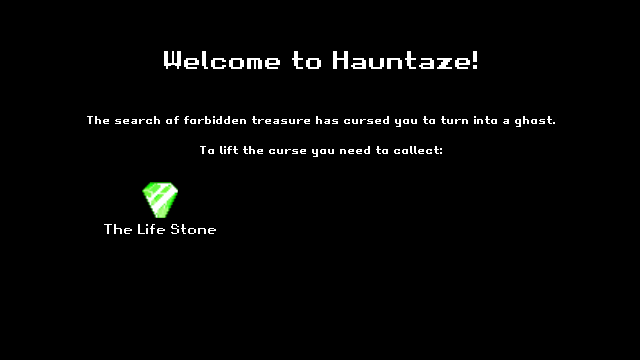 Welcome to Hauntaze!
The search of forbidden treasure has cursed you to turn into a ghost.
To lift the curse you need to collect:
The Life Stone